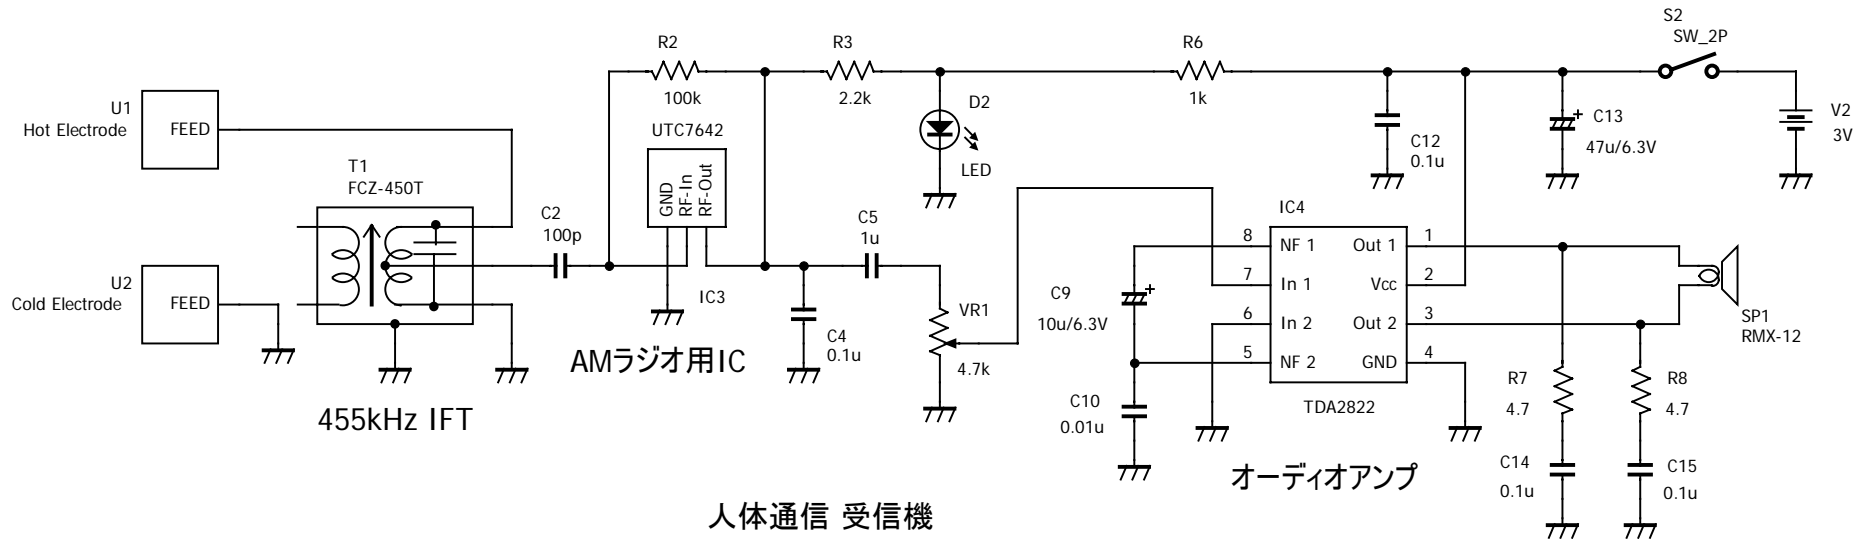 S2
SW_2P
R2
100k
R3
2.2k
R6
1k
U1
Hot Electrode
FEED
D2
LED
C12
0.1u
C13
47u/6.3V
+
V2
3V
UTC7642
GND
RF-In
RF-Out
IC3
T1
FCZ-450T
C2
100p
C5
1u
IC4
8
NF 1
Out 1
1
7
In 1
Vcc
2
6
In 2
Out 2
3
5
NF 2
GND
4
TDA2822
U2
Cold Electrode
FEED
C9
10u/6.3V
+
VR1
4.7k
C4
0.1u
SP1
RMX-12
AMラジオ用IC
455kHz IFT
C10
0.01u
R7
4.7
R8
4.7
C14
0.1u
C15
0.1u
オーディオアンプ
人体通信 受信機